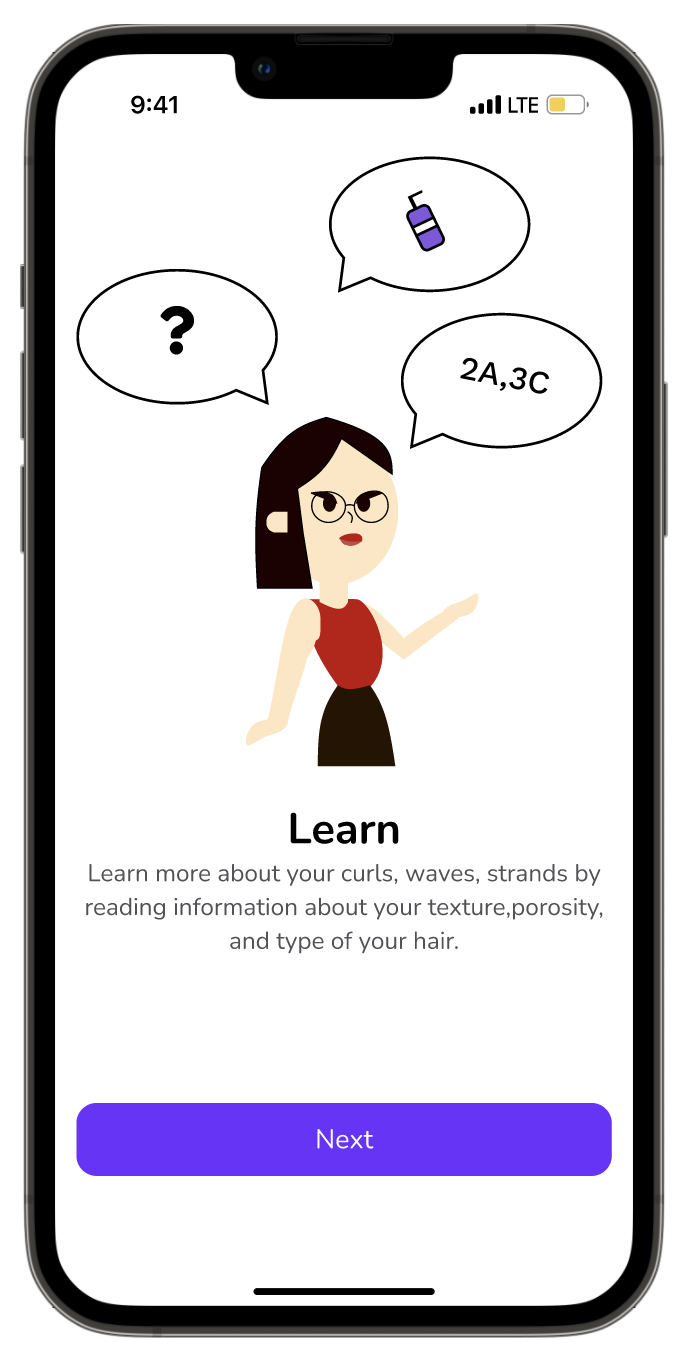 9:41
LTE
?
2A,3C
Learn
Learn more about your curls, waves, strands by
reading information about your texture,porosity,
and type of your hair.
Next